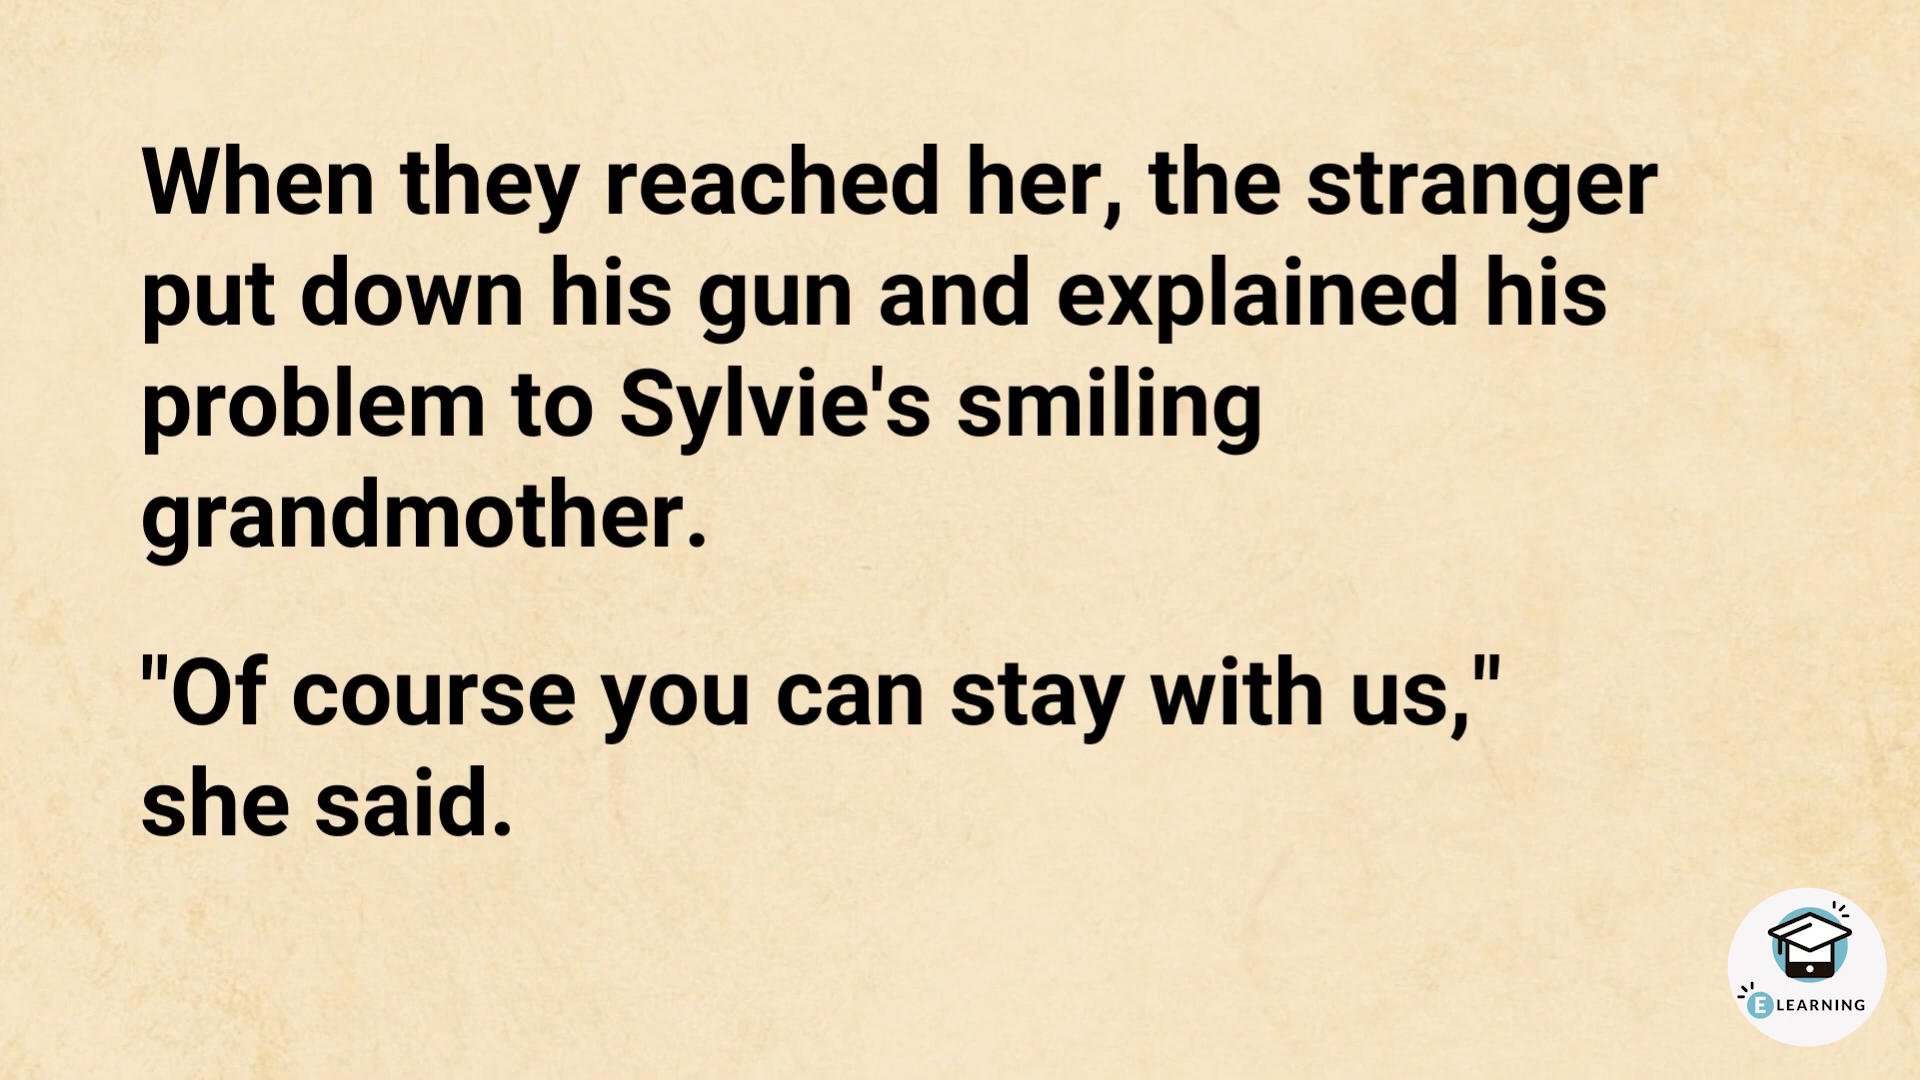 When they reached her, the stranger
put down his gun and explained his
problem to Sylvie's smiling
grandmother.
"Of course you can stay with us,"
she said.
E LEARNING